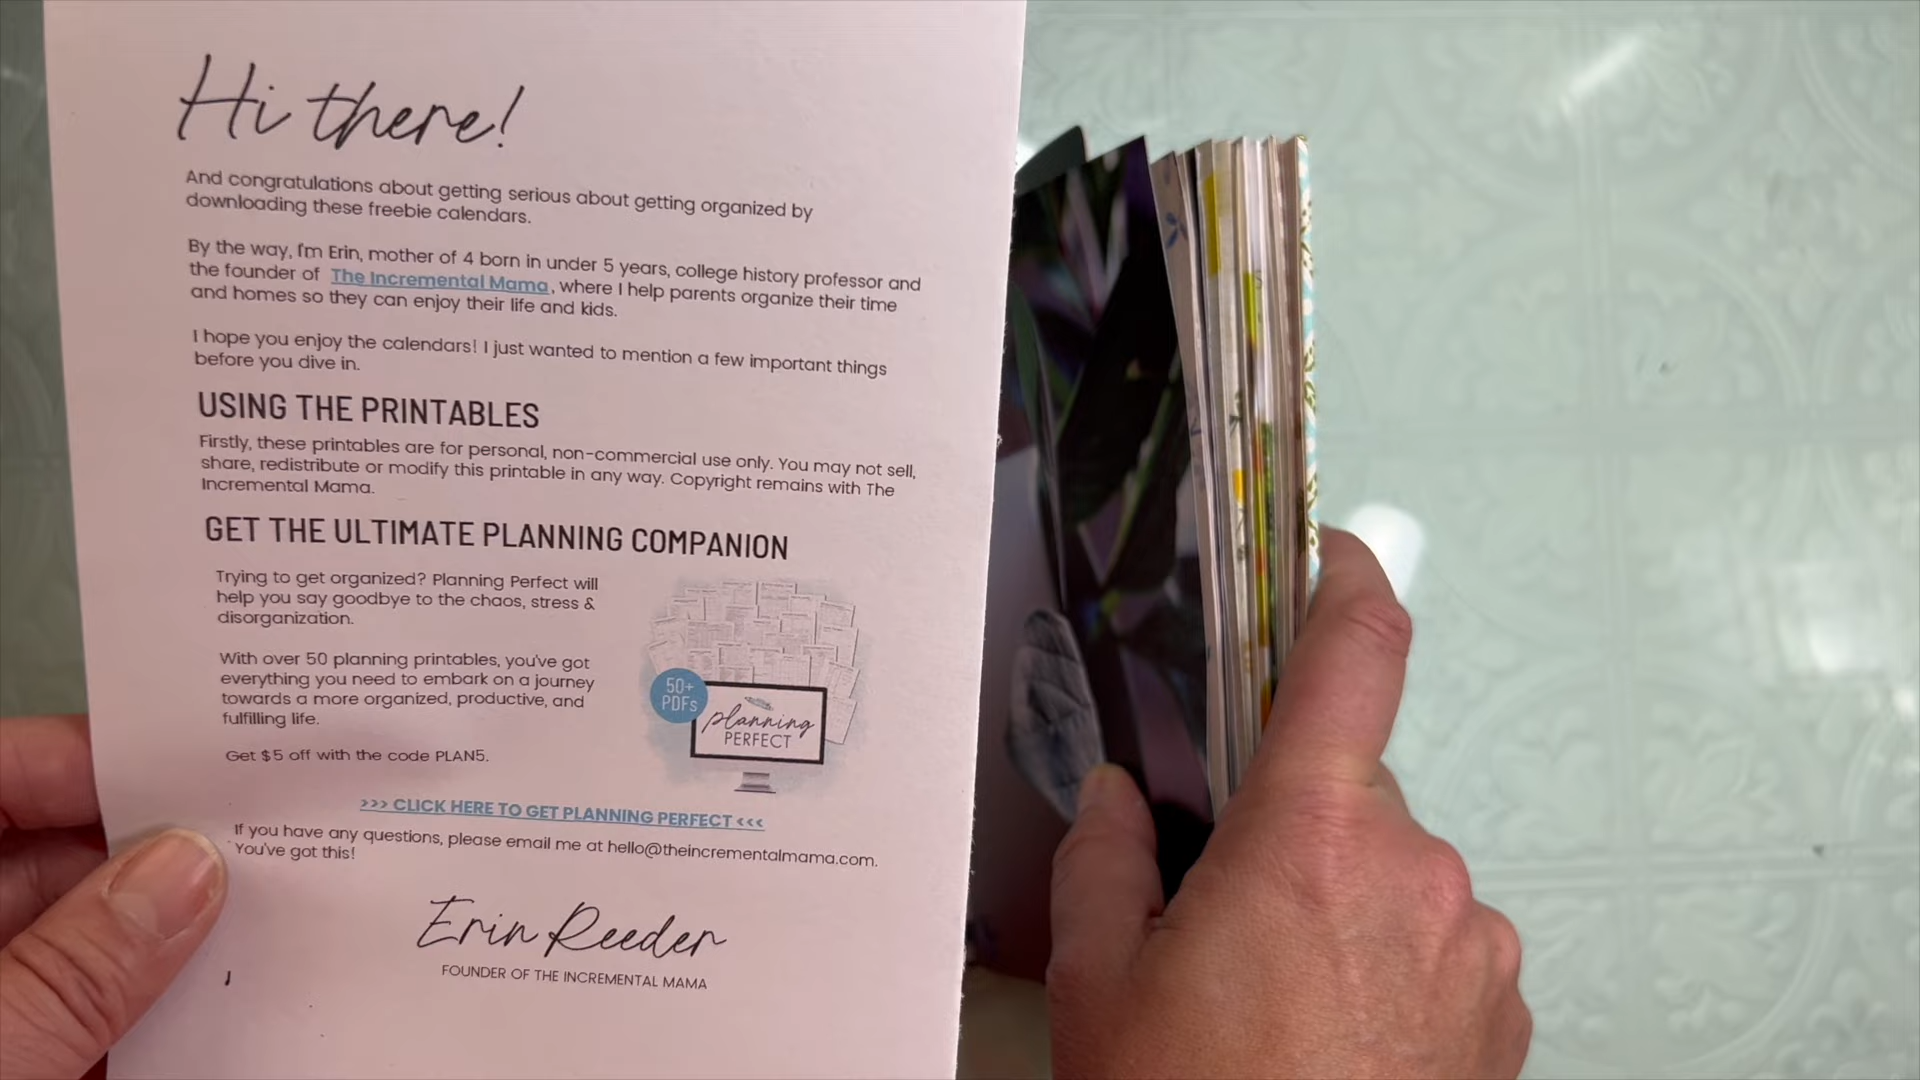 Hi there!
And congratulations about getting serious about getting organized by
downloading these freebie calendars.
By the way, I'm Erin, mother of 4 born in under 5 years, college history professor and
the founder of The Incremental Mama, where I help parents organize their time
and homes so they can enjoy their life and kids.
I hope you enjoy the calendars! I just wanted to mention a few important things
before you dive in.
USING THE PRINTABLES
Firstly, these printables are for personal, non-commercial use only. You may not sell,
share, redistribute or modify this printable in any way. Copyright remains with The
Incremental Mama.
GET THE ULTIMATE PLANNING COMPANION
Trying to get organized? Planning Perfect will
help you say goodbye to the chaos, stress &
disorganization.
With over 50 planning printables, you've got
everything you need to embark on a journey
towards a more organized, productive, and
fulfilling life.
Get $5 off with the code PLAN5.
50+
PDFs
planning
PERFECT
>>> CLICK HERE TO GET PLANNING PERFECT <<<
If you have any questions, please email me at hello@theincrementalmama.com.
You've got this!
Erin Reeder
FOUNDER OF THE INCREMENTAL MAMA